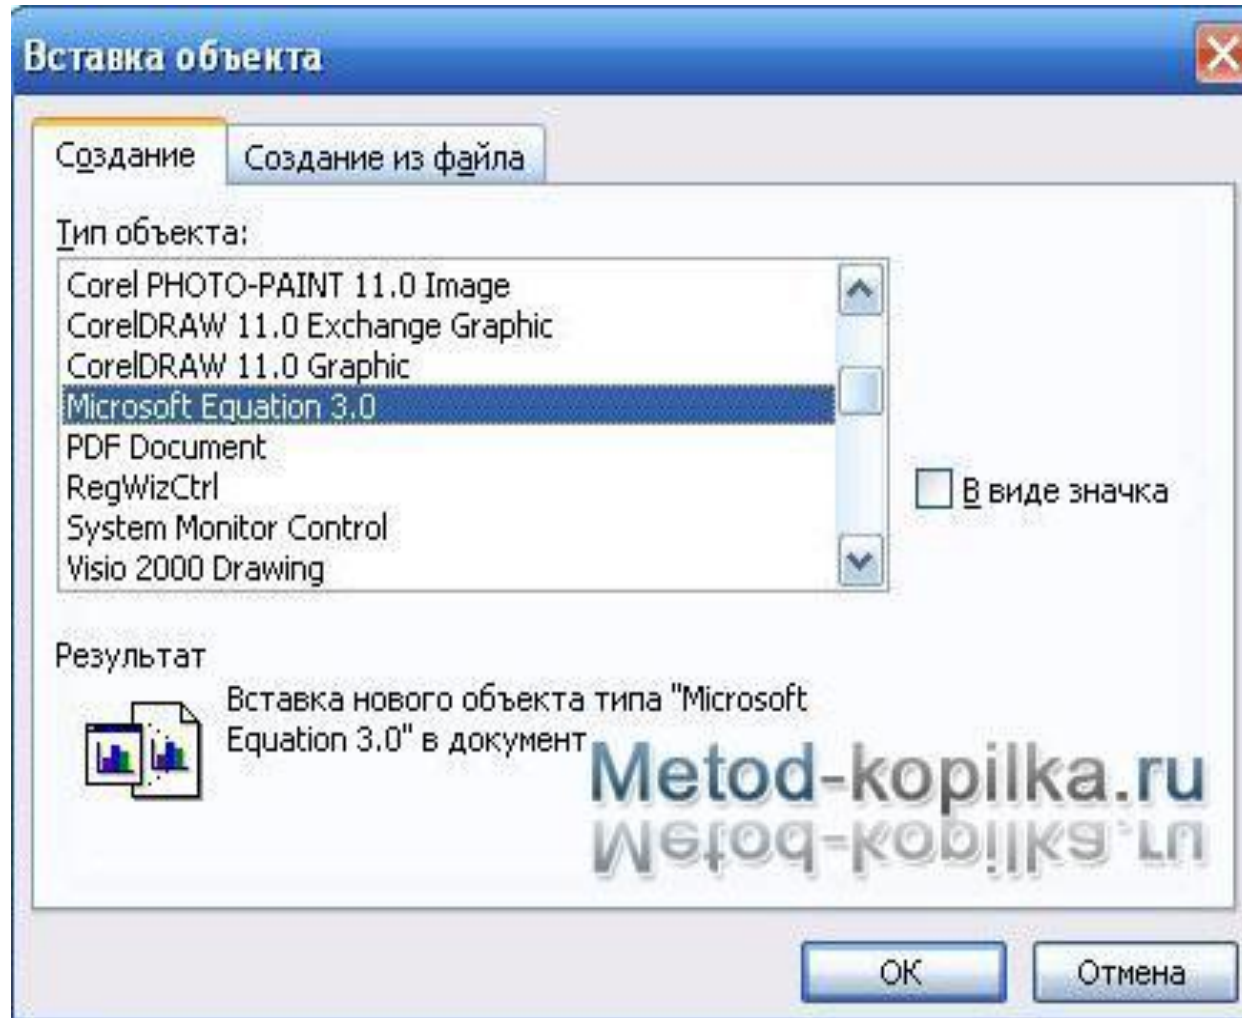 Вставка объекта
Создание
Создание из файла
Тип объекта:
Corel PHOTO-PAINT 11.0 Image
CorelDRAW 11.0 Exchange Graphic
CorelDRAW 11.0 Graphic
Microsoft Equation 3.0
PDF Document
RegWizCtrl
System Monitor Control
Visio 2000 Drawing
В виде значка
Результат
Вставка нового объекта типа "Microsoft
Equation 3.0" в документ
Metod-kopilka.ru
ОК
Отмена